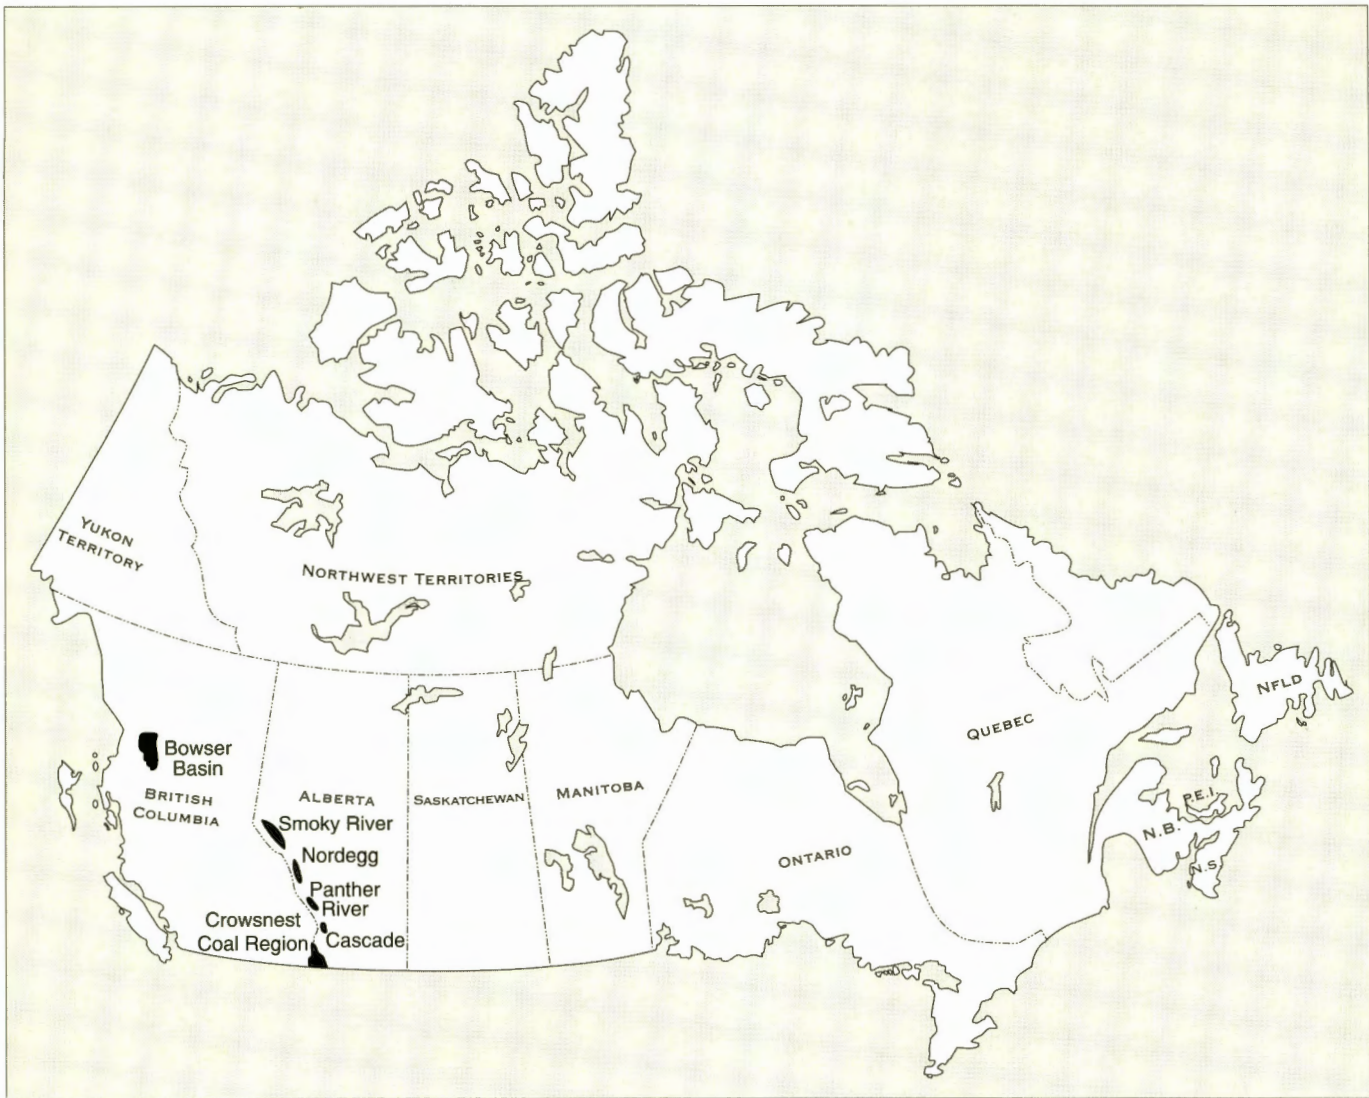 YUKON
TERRITORY
NORTHWEST TERRITORIES
NFLD
QUEBEC
Bowser
Basin
BRITISH
COLUMBIA
ALBERTA
SASKATCHEWAN
MANITOBA
P.E.I.
N.B.
N.S.
ONTARIO
Smoky River
Nordegg
Panther
River
Crowsnest
Coal Region
Cascade